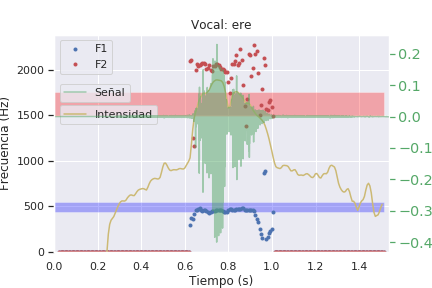 Vocal: ere
F1
F2
Señal
Intensidad
Frecuencia (Hz)
2000
1500
1000
500
0
0.2
0.1
0.0
−0.1
−0.2
−0.3
−0.4
0.0 0.2 0.4 0.6 0.8 1.0 1.2 1.4
Tiempo (s)